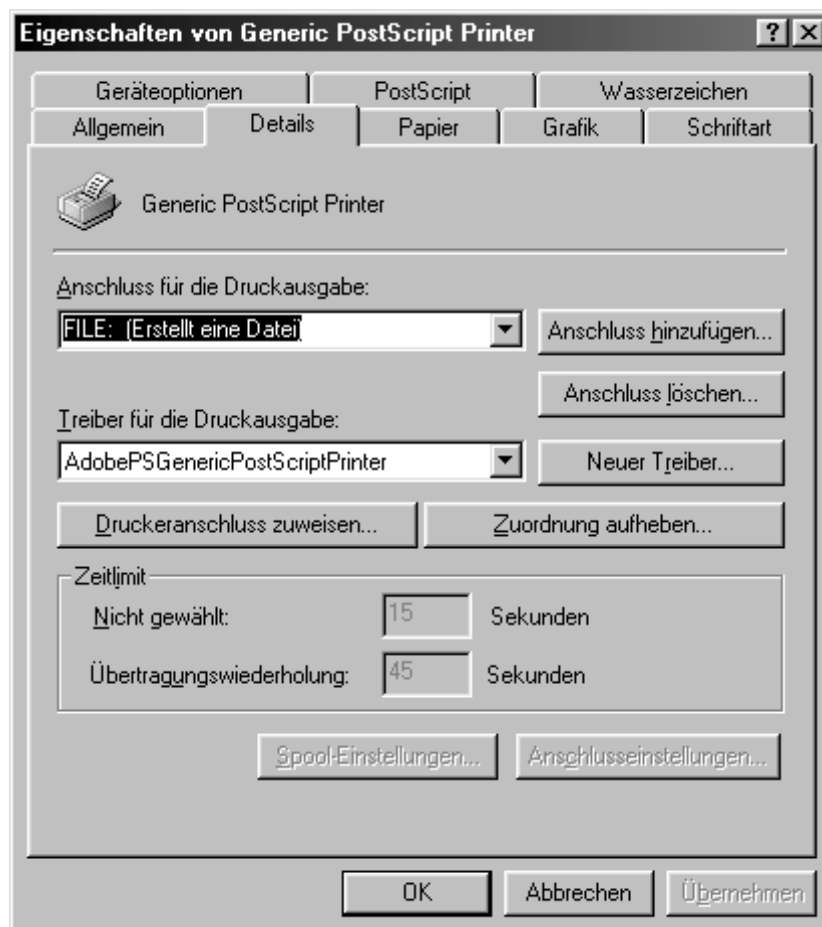 Eigenschaften von Generic PostScript Printer
Geräteoptionen PostScript Wasserzeichen
Allgemein Details Papier Grafik Schriftart
Generic PostScript Printer
Anschluss für die Druckausgabe:
FILE: (Erstellt eine Datei) Anschluss hinzufügen...
Anschluss löschen...
Treiber für die Druckausgabe:
AdobePSGenericPostScriptPrinter Neuer Treiber...
Druckeranschluss zuweisen... Zuordnung aufheben...
Zeitlimit
Nicht gewählt: 15 Sekunden
Übertragungswiederholung: 45 Sekunden
Spool-Einstellungen... Anschlusseinstellungen...
OK Abbrechen Übernehmen